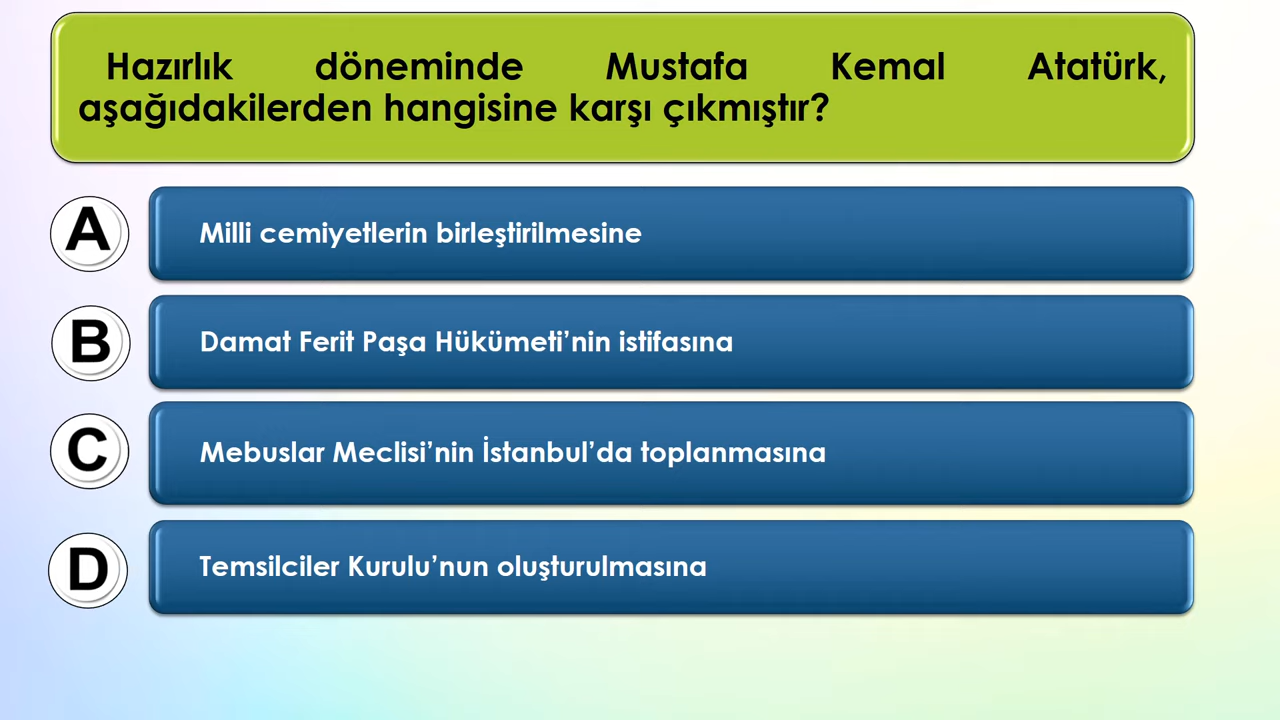 Hazırlık döneminde Mustafa Kemal Atatürk,
aşağıdakilerden hangisine karşı çıkmıştır?
A
Milli cemiyetlerin birleştirilmesine
B
Damat Ferit Paşa Hükümeti’nin istifasına
C
Mebuslar Meclisi’nin İstanbul’da toplanmasına
D
Temsilciler Kurulu’nun oluşturulmasına